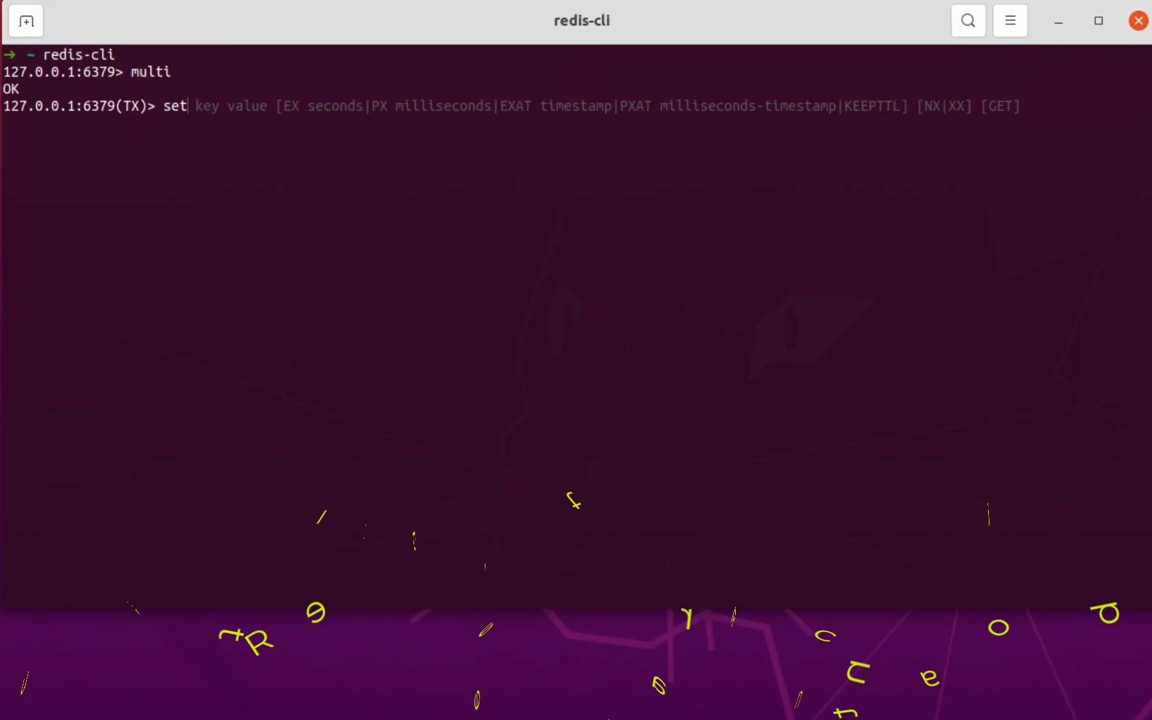 redis-cli
→ ~ redis-cli
127.0.0.1:6379> multi
OK
127.0.0.1:6379(TX)> set key value [EX seconds|PX milliseconds|EXAT timestamp|PXAT milliseconds-timestamp|KEEPTTL] [NX|XX] [GET]